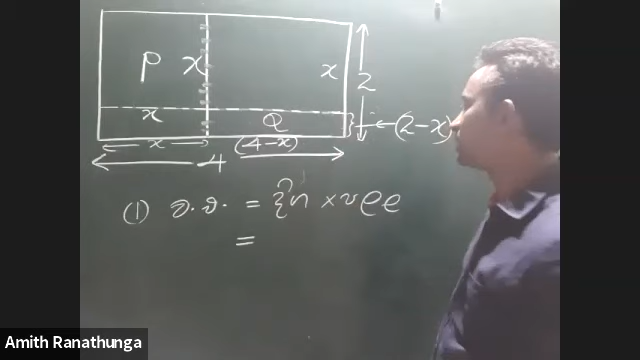 P x x 2
x Q (2-x)
x (4-x)
4
(1) ව.ඵ. = දිග × පළල
=
Amith Ranathunga